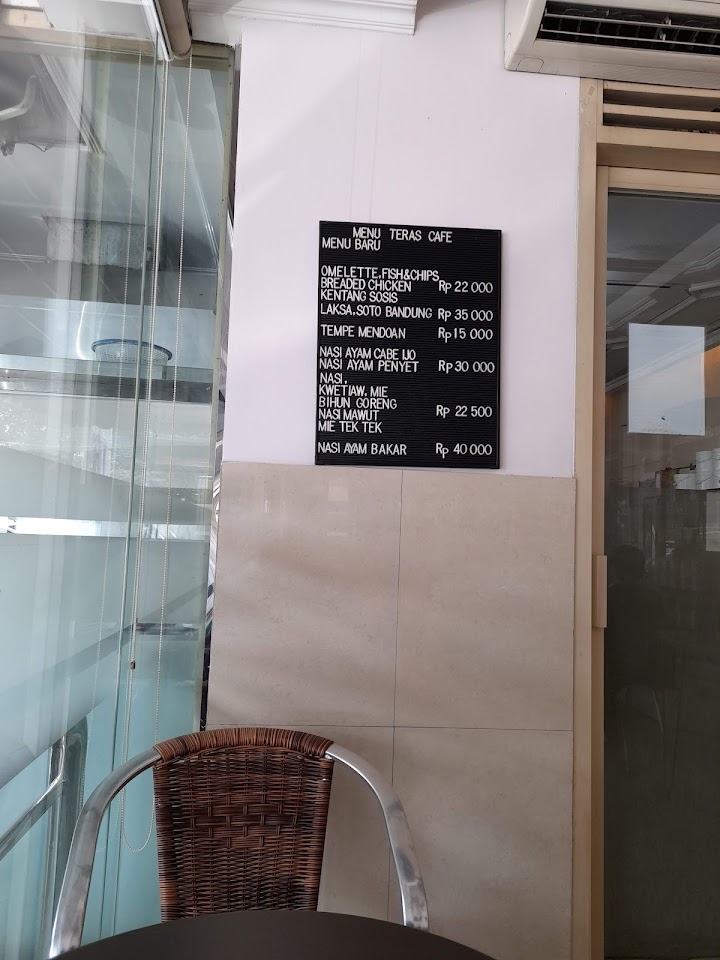 MENU TERAS CAFE
MENU BARU
OMELETTE,FISH&CHIPS
BREADED CHICKEN Rp 22 000
KENTANG SOSIS
LAKSA,SOTO BANDUNG Rp 35 000
TEMPE MENDOAN Rp 15 000
NASI AYAM CABE IJO
NASI AYAM PENYET Rp 30 000
NASI,
KWETIAW, MIE
BIHUN GORENG Rp 22 500
NASI MAWUT
MIE TEK TEK
NASI AYAM BAKAR Rp 40 000